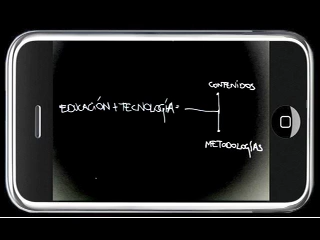 CONTENIDOS
EDUCACIÓN + TECNOLOGÍA =
METODOLOGÍAS